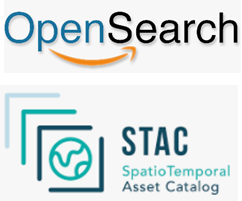 OpenSearch
STAC
SpatioTemporal
Asset Catalog